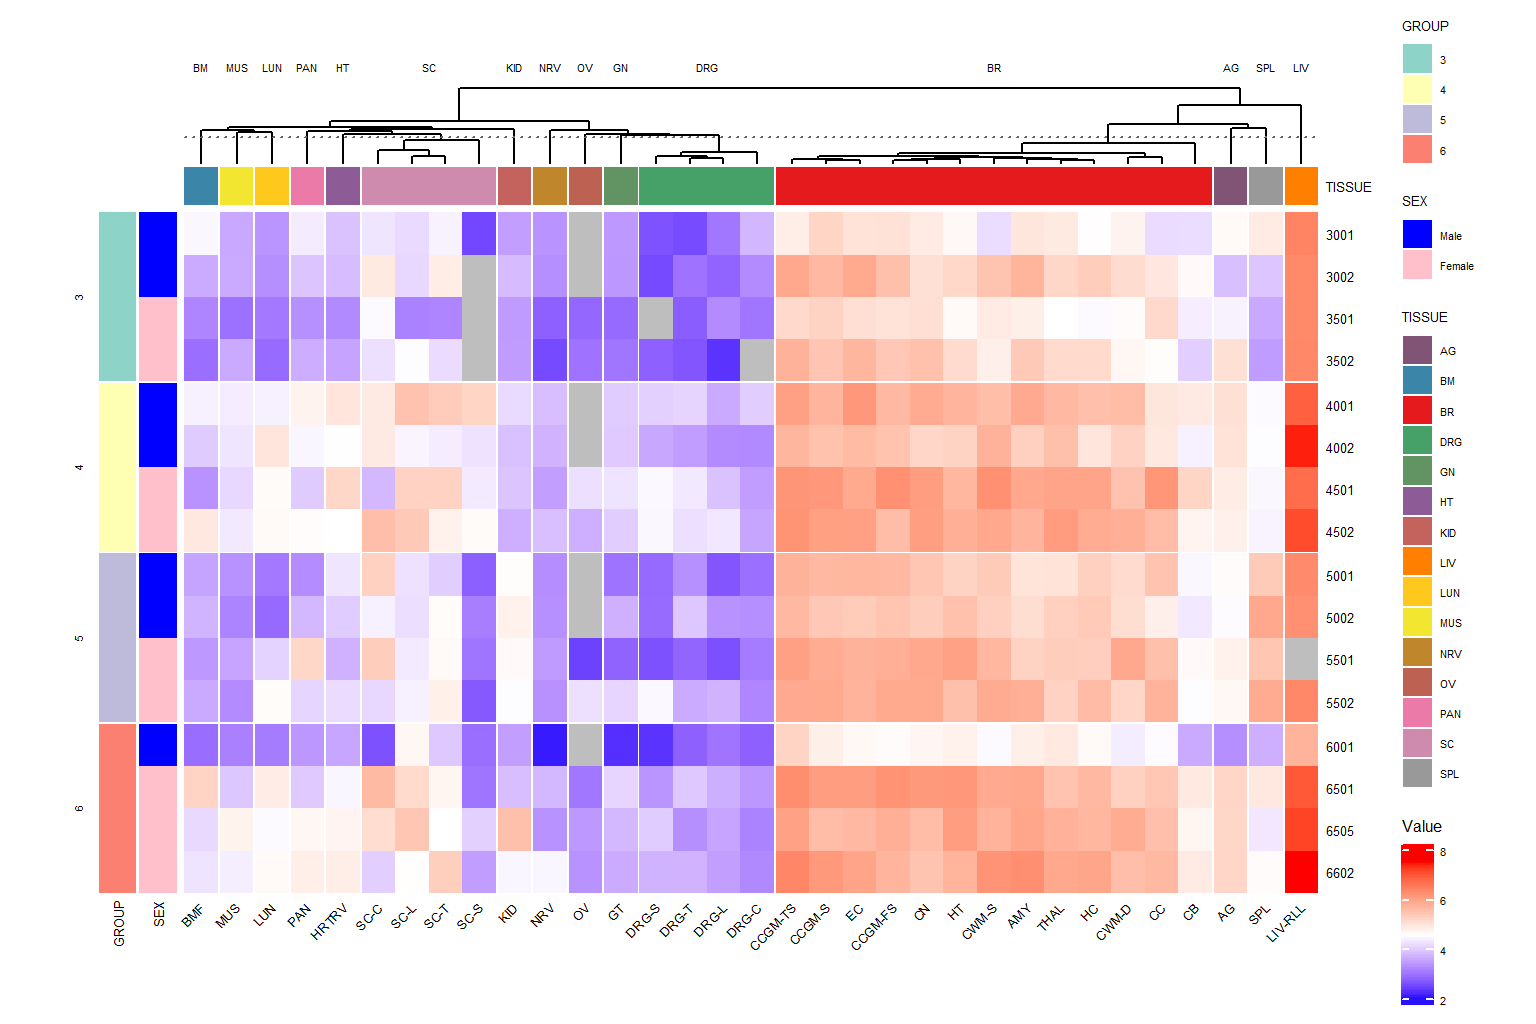 GROUP
3
4
5
6
SEX
Male
Female
TISSUE
AG
BM
BR
DRG
GN
HT
KID
LIV
LUN
MUS
NRV
OV
PAN
SC
SPL
Value
8
6
4
2
BM MUS LUN PAN HT SC KID NRV OV GN DRG BR AG SPL LIV
TISSUE
3
3001
3002
3501
3502
4
4001
4002
4501
4502
5
5001
5002
5501
5502
6
6001
6501
6505
6602
GROUP SEX BMF MUS LUN PAN HRTRV SC-C SC-L SC-T SC-S KID NRV OV GT DRG-S DRG-T DRG-L DRG-C CCGM-TS CCGM-S EC CCGM-FS CN HT CWM-S AMY THAL HC CWM-D CC CB AG SPL LIV-RLL